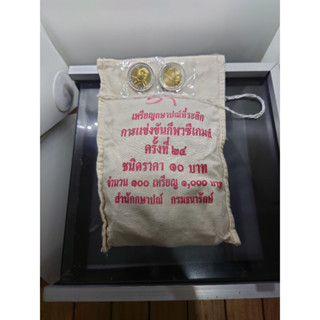 เหรียญกษาปณ์ที่ระลึก
การแข่งขันกีฬาซีเกมส์
ครั้งที่ ๒๔
ชนิดราคา ๑๐ บาท
จำนวน ๑๐๐ เหรียญ ๑,๐๐๐ บาท
สำนักกษาปณ์ กรมธนารักษ์